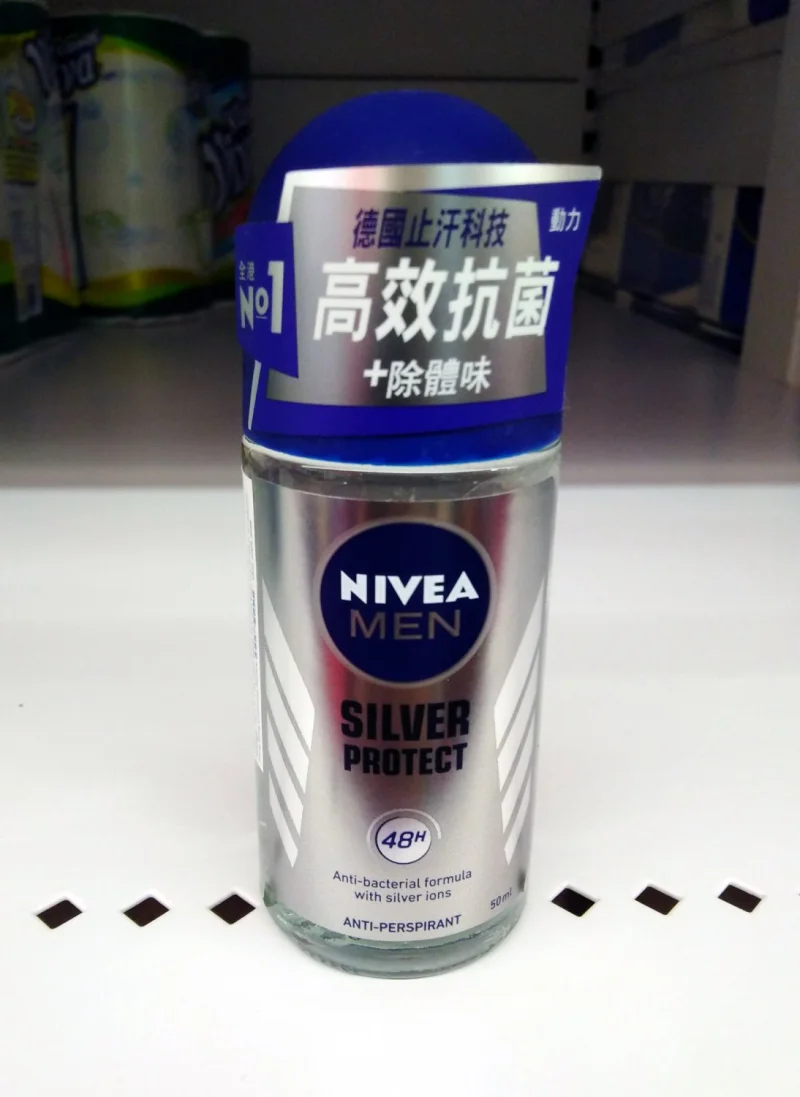 德國止汗科技
動力
全港
No1
高效抗菌
+除體味
NIVEA
MEN
SILVER
PROTECT
48H
Anti-bacterial formula
with silver ions
50ml
ANTI-PERSPIRANT